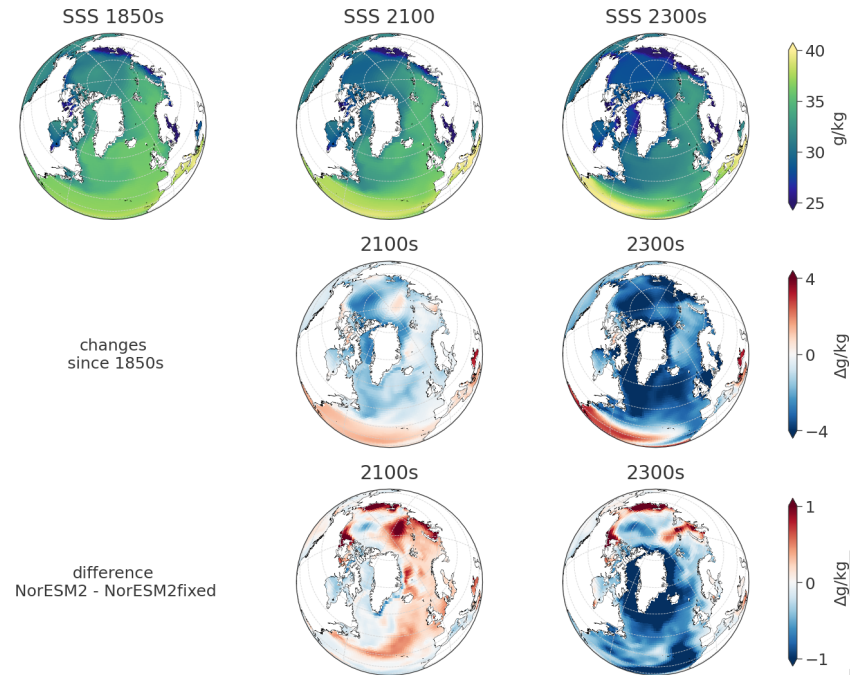 SSS 1850s
SSS 2100
SSS 2300s
40
35
30
25
g/kg
2100s
2300s
changes
since 1850s
4
0
−4
Δg/kg
2100s
2300s
difference
NorESM2 - NorESM2fixed
1
0
−1
Δg/kg